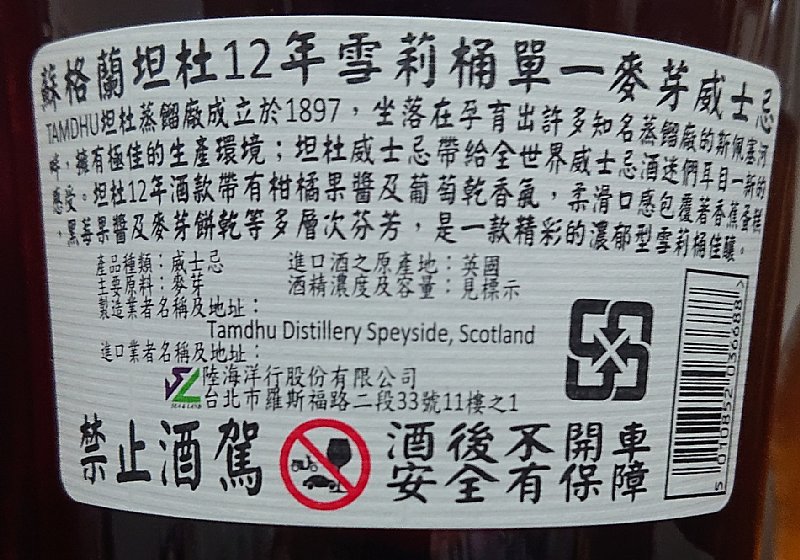 蘇格蘭坦杜12年雪莉桶單一麥芽威士忌
TAMDHU坦杜蒸餾廠成立於1897，坐落在孕育出許多知名蒸餾廠的斯佩塞河
畔，擁有極佳的生產環境；坦杜威士忌帶給全世界威士忌酒迷們耳目一新的
感受。坦杜12年酒款帶有柑橘果醬及葡萄乾香氣，柔滑口感包覆著香蕉蛋糕
，黑莓果醬及麥芽餅乾等多層次芬芳，是一款精彩的濃郁型雪莉桶佳釀。
產品種類：威士忌 進口酒之原產地：英國
主要原料：麥芽 酒精濃度及容量：見標示
製造業者名稱及地址：
Tamdhu Distillery Speyside, Scotland
進口業者名稱及地址：
陸海洋行股份有限公司
台北市羅斯福路二段33號11樓之1
禁止酒駕 酒後不開車
安全有保障
5 010852 036688 >